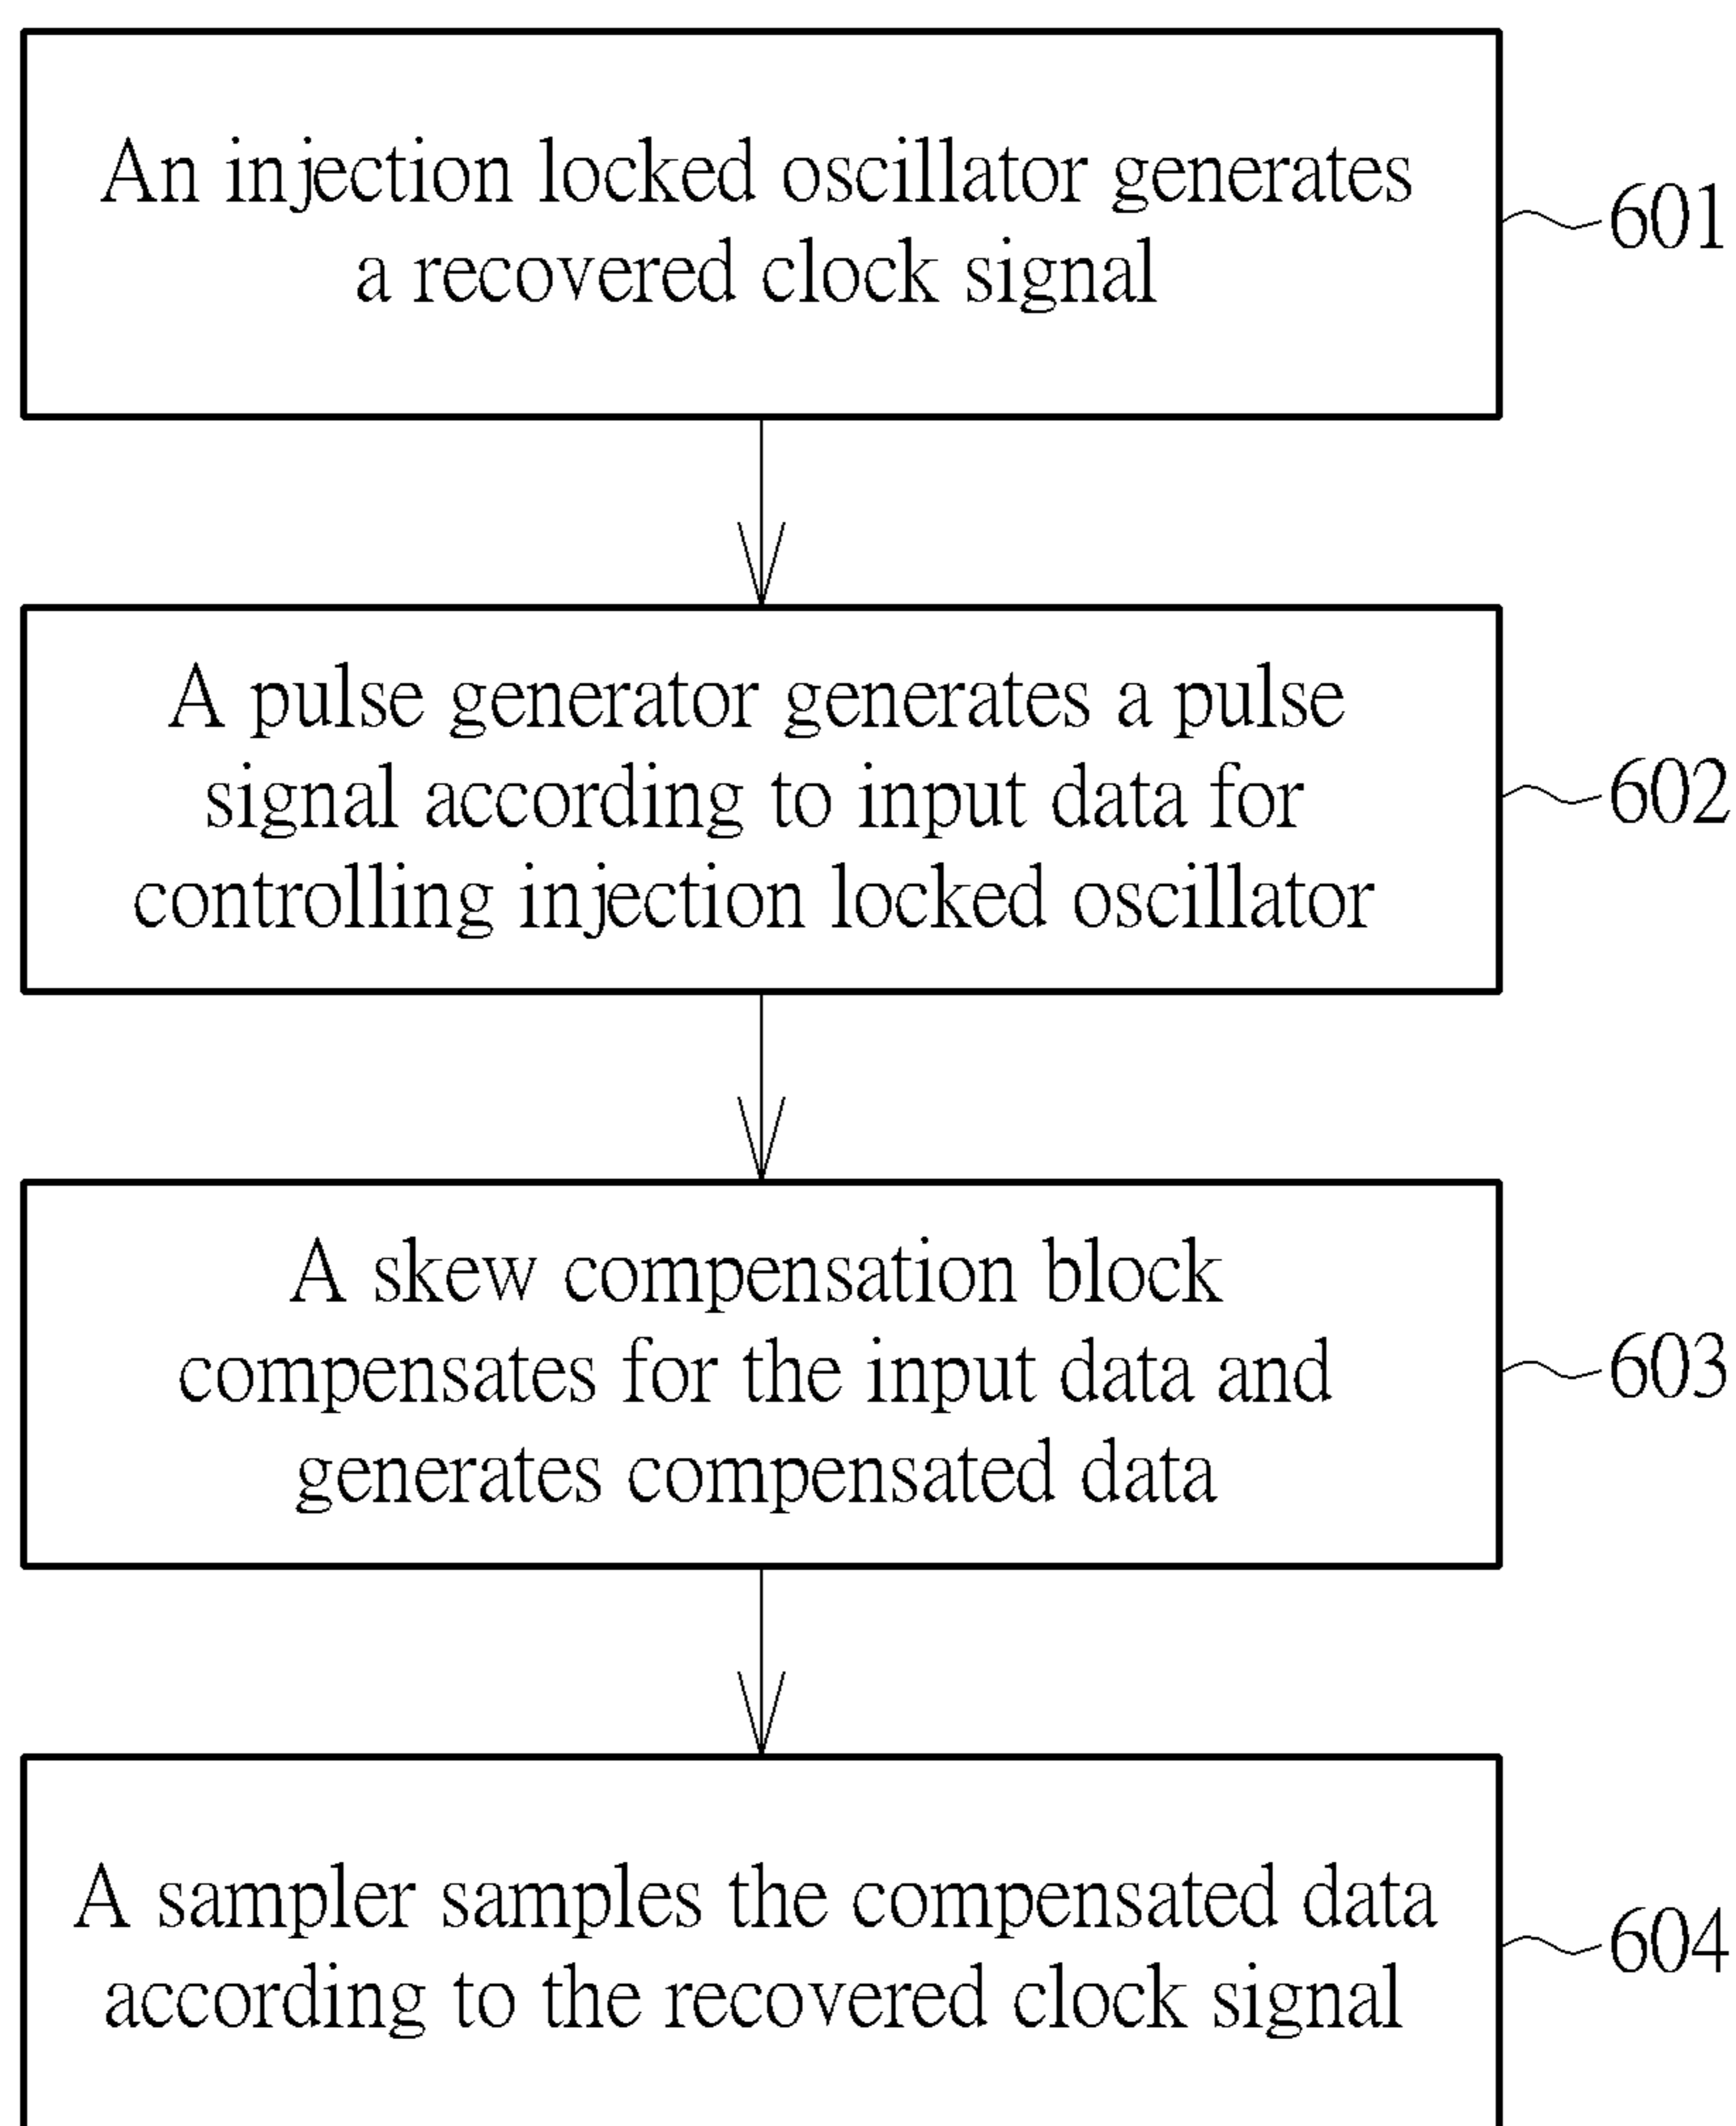 An injection locked oscillator generates
a recovered clock signal
601
A pulse generator generates a pulse
signal according to input data for
controlling injection locked oscillator
602
A skew compensation block
compensates for the input data and
generates compensated data
603
A sampler samples the compensated data
according to the recovered clock signal
604